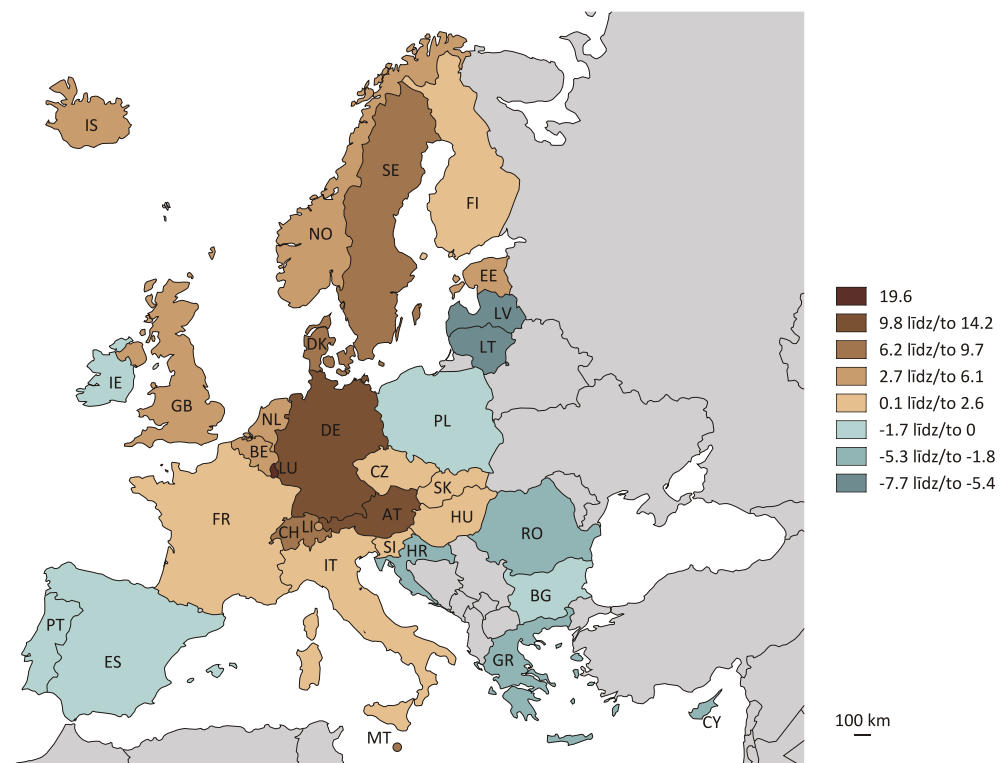 IS
SE
FI
NO
EE
LV
DK
LT
IE
GB
NL
DE
PL
BE
LU
CZ
SK
FR
AT
HU
CH
LI
RO
SI
HR
IT
BG
PT
ES
GR
CY
MT
19.6
9.8 līdz/to 14.2
6.2 līdz/to 9.7
2.7 līdz/to 6.1
0.1 līdz/to 2.6
-1.7 līdz/to 0
-5.3 līdz/to -1.8
-7.7 līdz/to -5.4
100 km